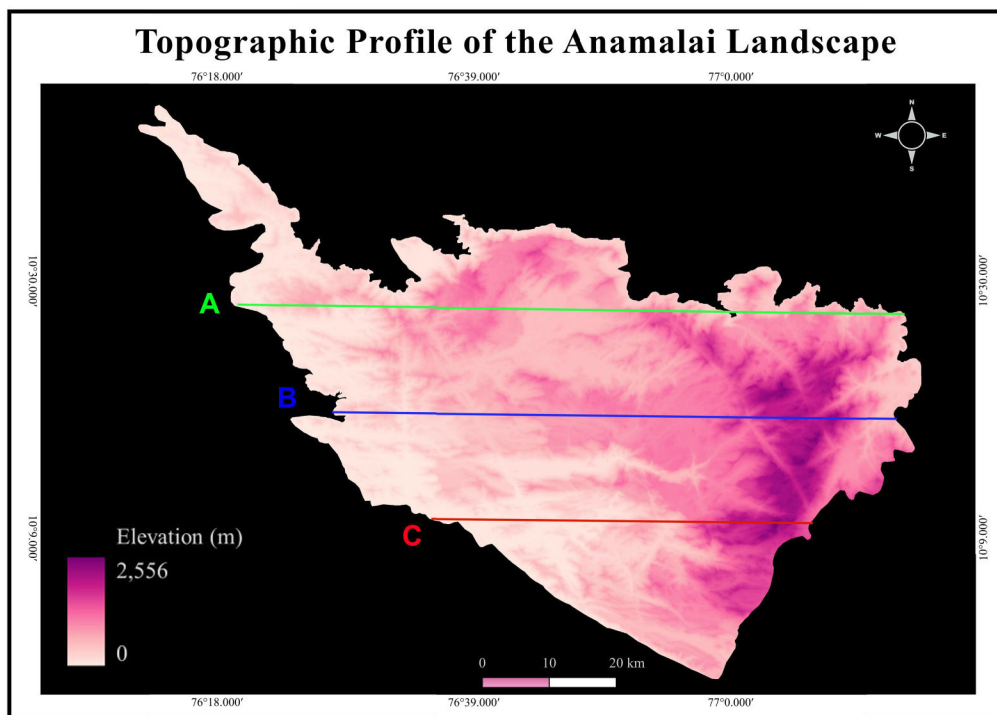 Topographic Profile of the Anamalai Landscape
76°18.000′ 76°39.000′ 77°0.000′
N
W E
S
10°30.000′ 10°30.000′
A
B
C
10°9.000′ 10°9.000′
Elevation (m)
2,556
0
0 10 20 km
76°18.000′ 76°39.000′ 77°0.000′